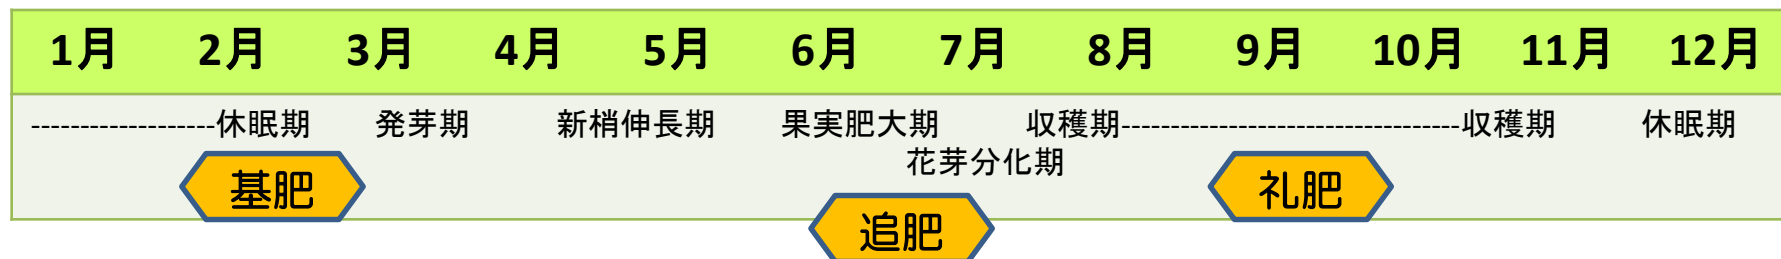 1月 2月 3月 4月 5月 6月 7月 8月 9月 10月 11月 12月
-------------------休眠期 発芽期 新梢伸長期 果実肥大期 収穫期-----------------------------------収穫期 休眠期
花芽分化期
基肥 礼肥
追肥